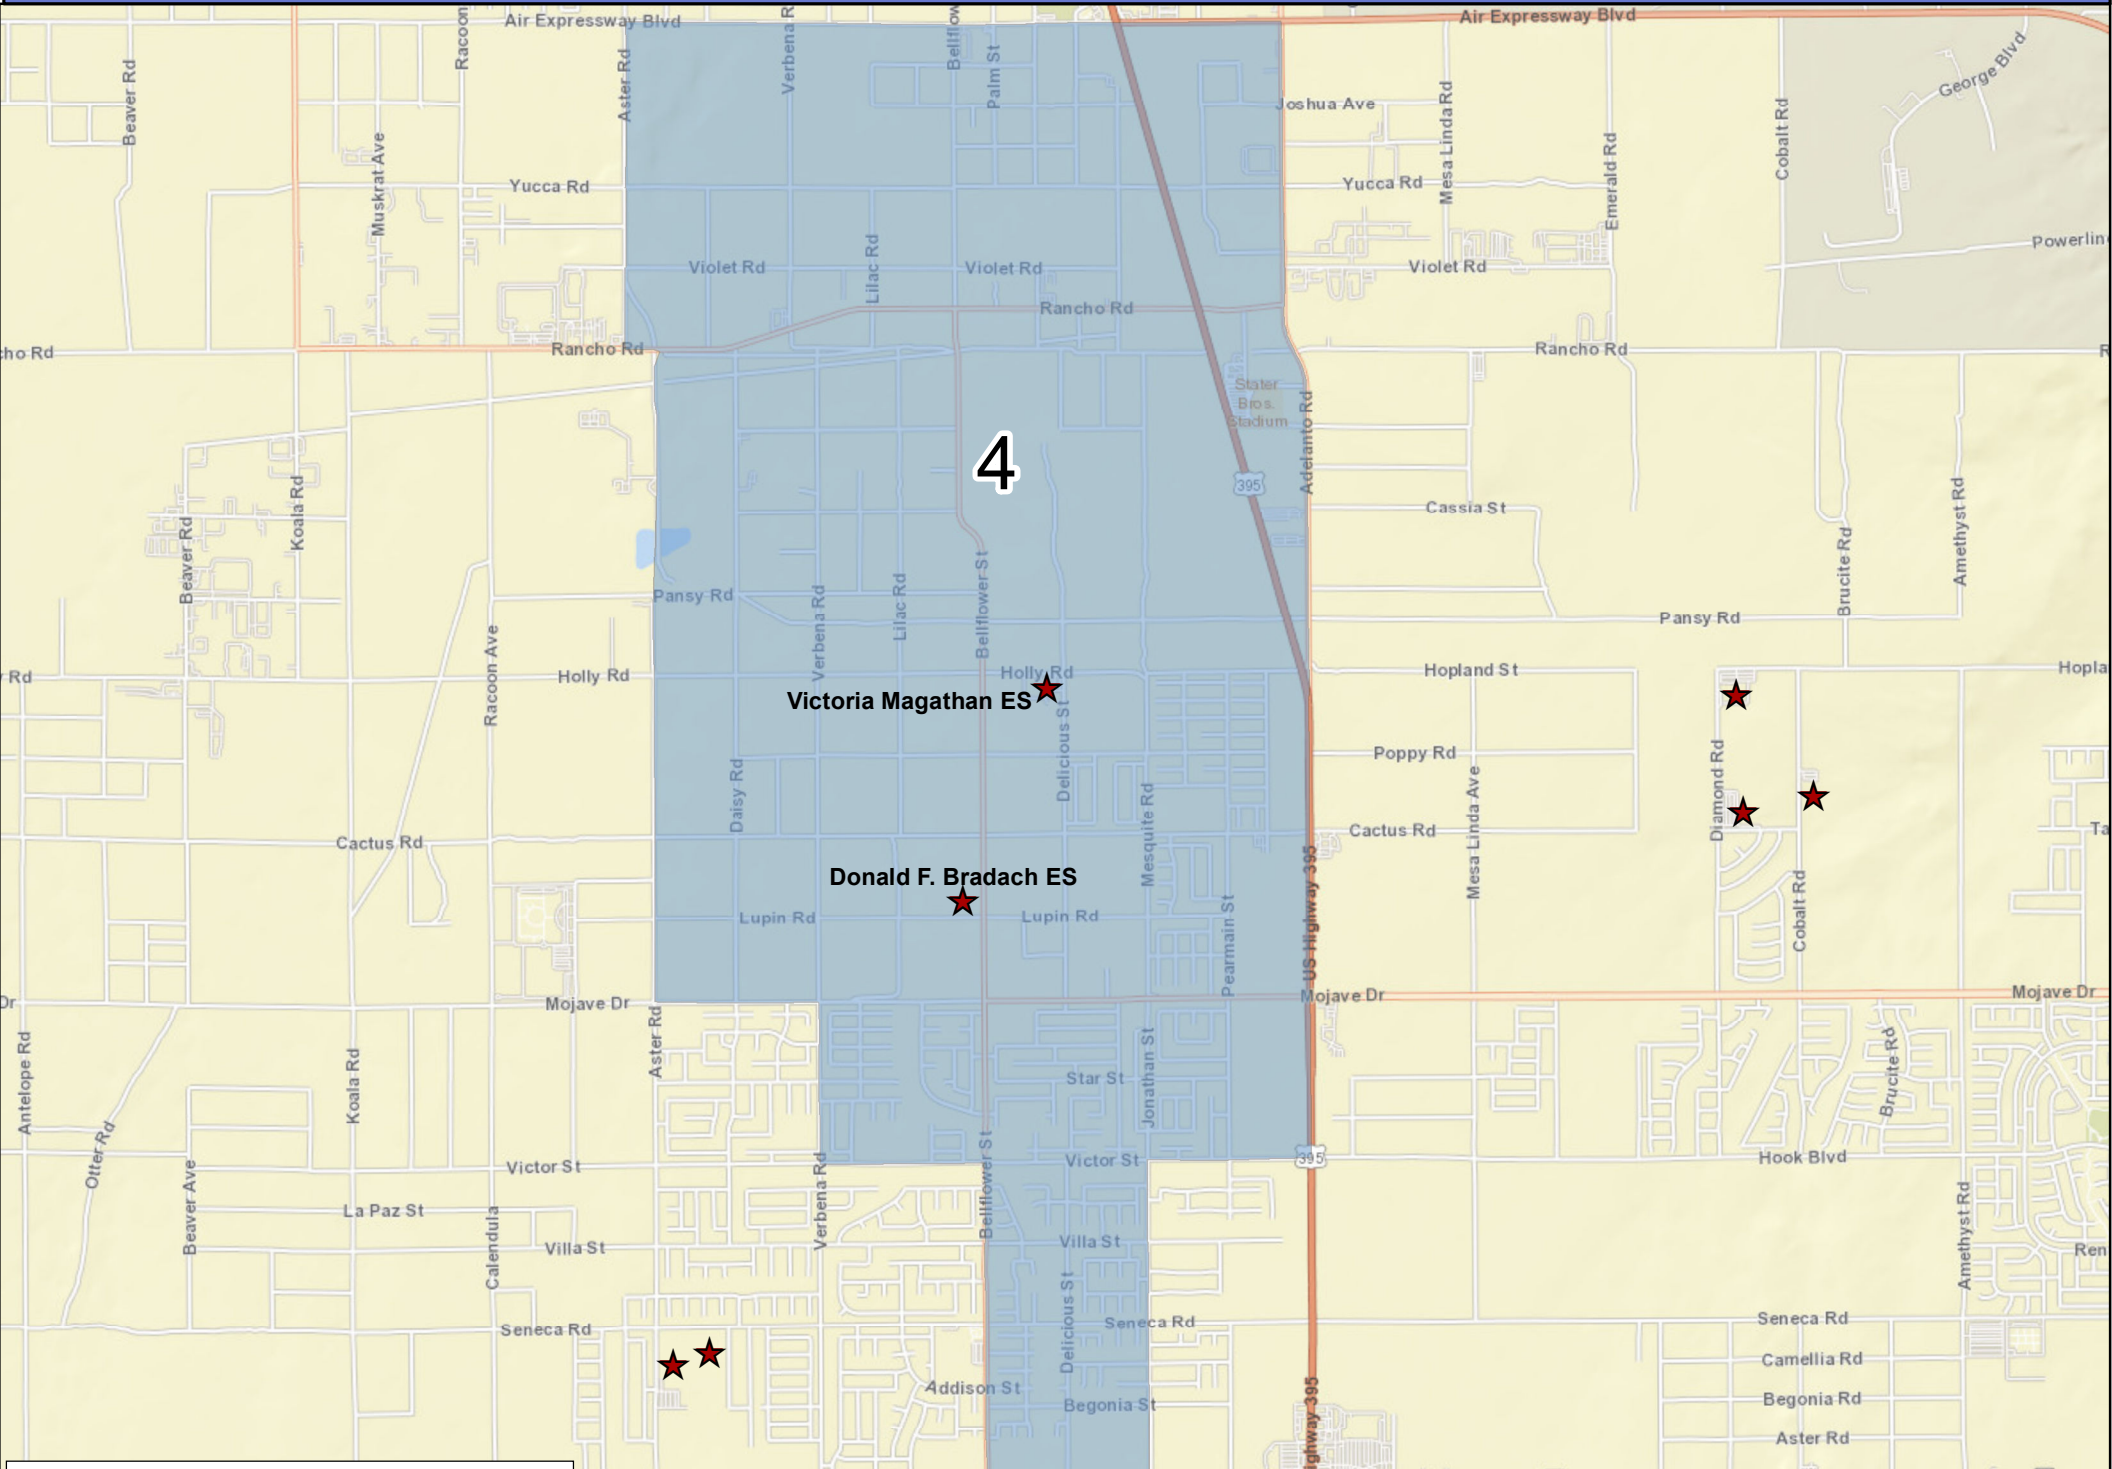 Air Expressway Blvd
Air Expressway Blvd
Racoon
Verbena R
Bellflow
Palm St
Beaver Rd
Aster Rd
George Blvd
Joshua Ave
Mesa Linda Rd
Cobalt Rd
Muskrat Ave
Emerald Rd
Yucca Rd
Yucca Rd
Powerlin
Violet Rd
Lilac Rd
Violet Rd
Violet Rd
Rancho Rd
cho Rd
Rancho Rd
Rancho Rd
R
Stater
Bros.
Stadium
Adelanto Rd
4
395
Koala Rd
Beaver Rd
Cassia St
Brucite Rd
Amethyst Rd
Pansy Rd
Verbena Rd
Lilac Rd
Bellflower St
Pansy Rd
Racoon Ave
Rd
Holly Rd
Holly Rd
Hopland St
Hopla
Victoria Magathan ES
Delicious St
Poppy Rd
Diamond Rd
Daisy Rd
Mesquite Rd
Mesa Linda Ave
Cactus Rd
Cactus Rd
Ta
Donald F. Bradach ES
US Highway 395
Lupin Rd
Lupin Rd
Pearmain St
Cobalt Rd
Dr
Mojave Dr
Mojave Dr
Mojave Dr
Antelope Rd
Koala Rd
Aster Rd
Star St
Jonathan St
Brucite Rd
Otter Rd
Beaver Ave
Victor St
Verbena Rd
Bellflower St
Victor St
395
Hook Blvd
La Paz St
Calendula
Villa St
Villa St
Amethyst Rd
Ren
Delicious St
Seneca Rd
Seneca Rd
Seneca Rd
Camellia Rd
Addison St
Begonia St
Begonia Rd
Highway 395
Aster Rd